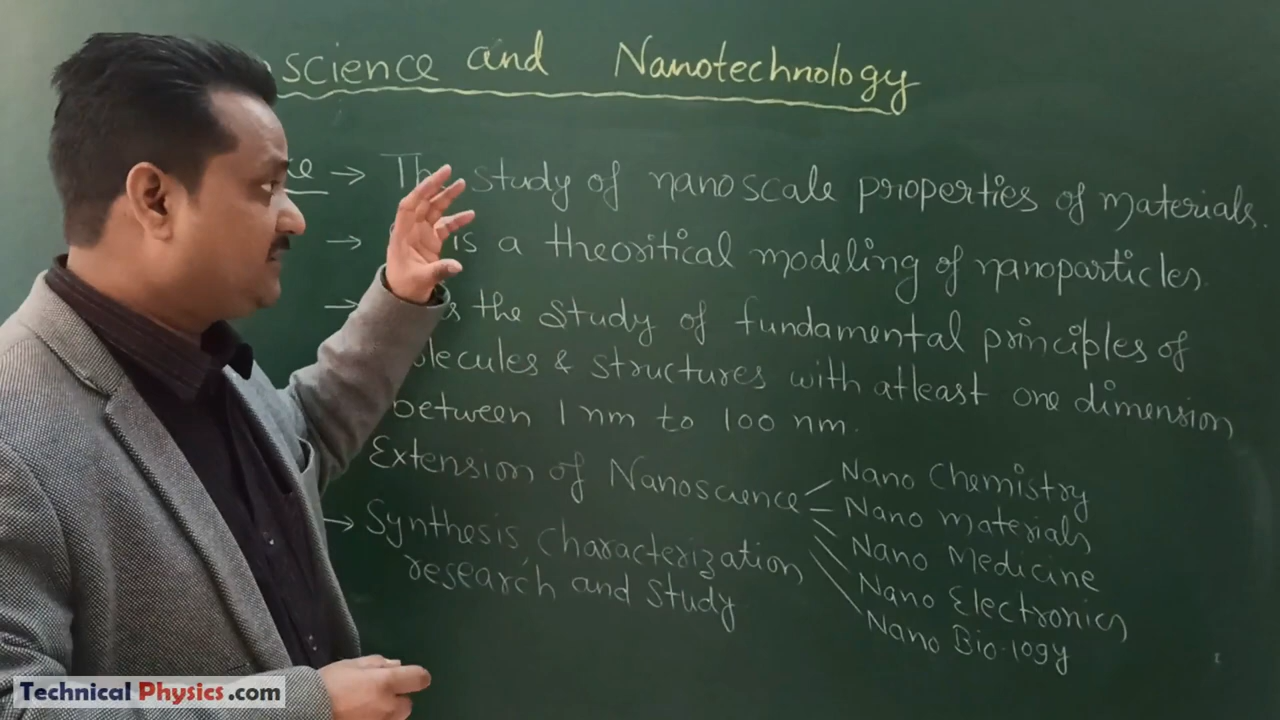 science and Nanotechnology
ce → The study of nanoscale properties of materials.
→ is a theoritical modeling of nanoparticles.
→ the study of fundamental principles of
olecules & structures with atleast one dimension
between 1 nm to 100 nm.
Extension of Nanoscience
→ Synthesis, characterization,
research and study
Nano Chemistry
Nano materials
Nano Medicine
Nano Electronics
Nano Bio.logy
Technical Physics.com